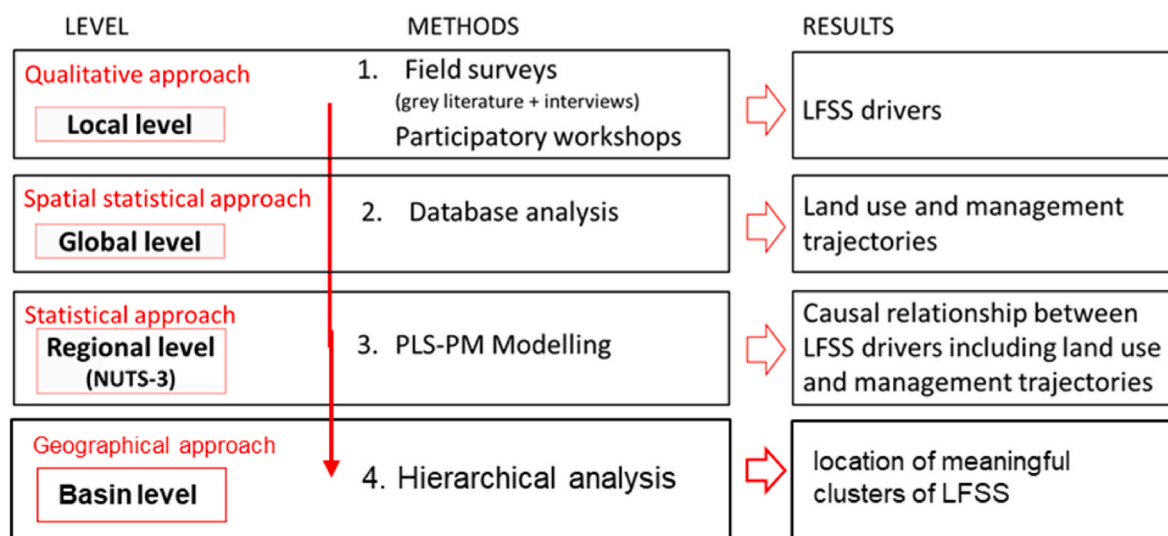 LEVEL METHODS RESULTS
Qualitative approach
Local level
1. Field surveys
(grey literature + interviews)
Participatory workshops
LFSS drivers
Spatial statistical approach
Global level
2. Database analysis
Land use and management
trajectories
Statistical approach
Regional level
(NUTS-3)
3. PLS-PM Modelling
Causal relationship between
LFSS drivers including land use
and management trajectories
Geographical approach
Basin level
4. Hierarchical analysis
location of meaningful
clusters of LFSS